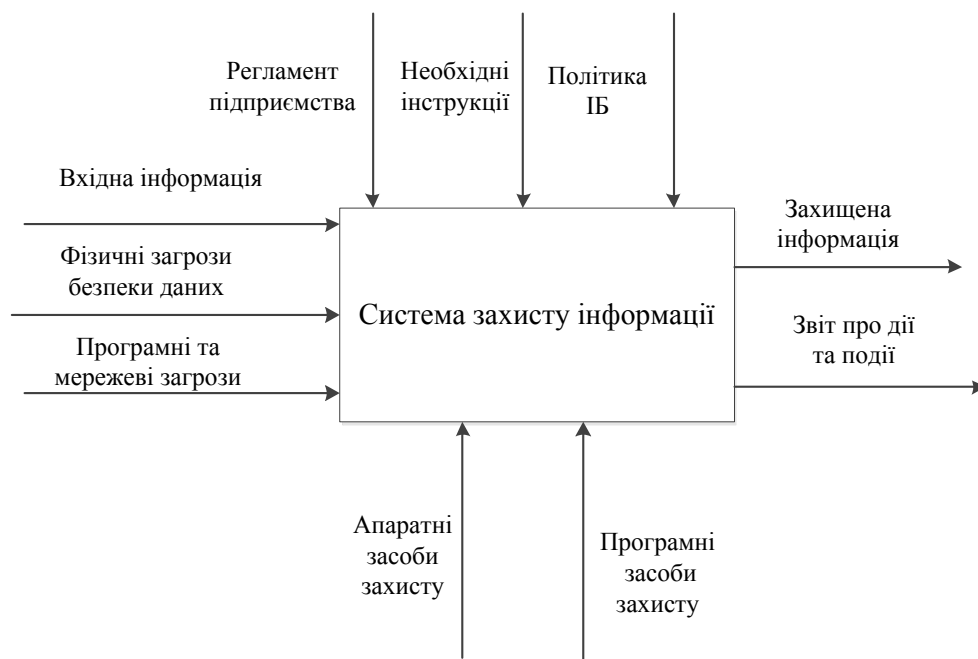 Регламент
підприємства
Необхідні
інструкції
Політика
ІБ
Вхідна інформація
Фізичні загрози
безпеки даних
Програмні та
мережеві загрози
Система захисту інформації
Захищена
інформація
Звіт про дії
та події
Апаратні
засоби
захисту
Програмні
засоби
захисту